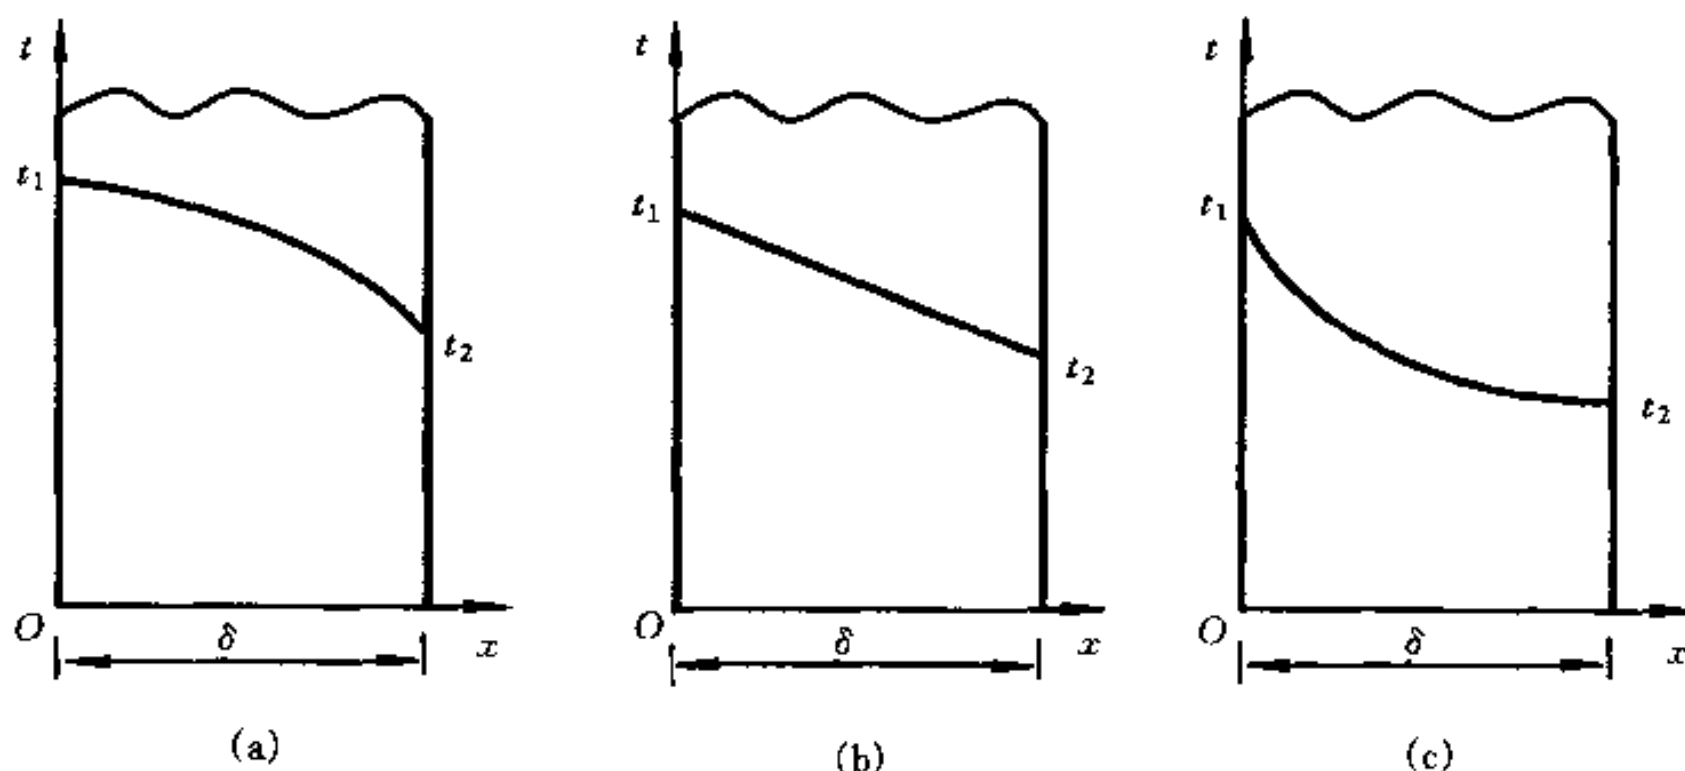 t t t
t₁ t₁ t₁
t₂ t₂ t₂
O δ x O δ x O δ x
(a) (b) (c)